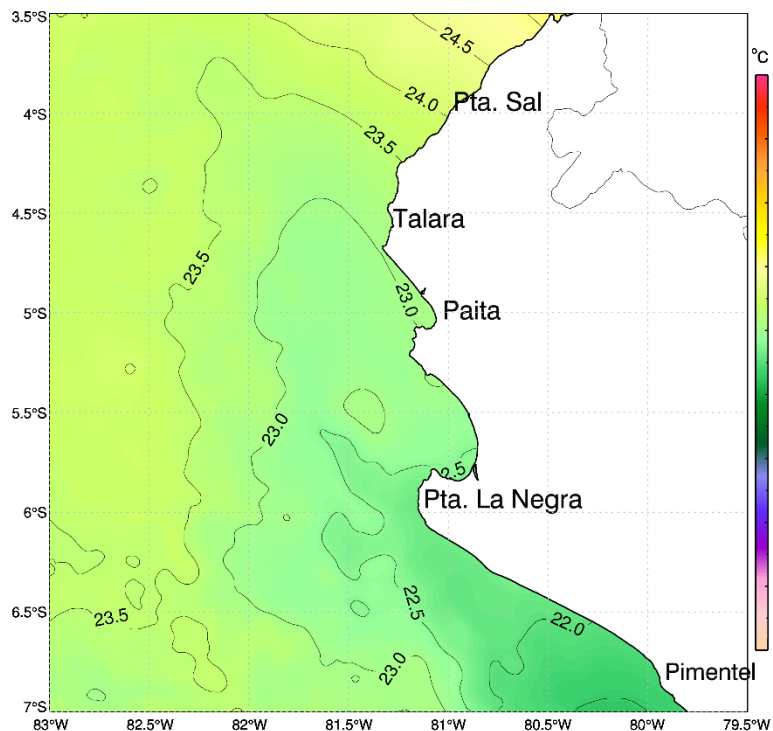 3.5°S
24.5
°C
4°S
24.0
Pta. Sal
23.5
4.5°S
Talara
23.5
5°S
23.0
Paita
5.5°S
23.0
2.5
Pta. La Negra
6°S
6.5°S
23.5
22.5
22.0
23.0
Pimentel
7°S
83°W
82.5°W
82°W
81.5°W
81°W
80.5°W
80°W
79.5°W